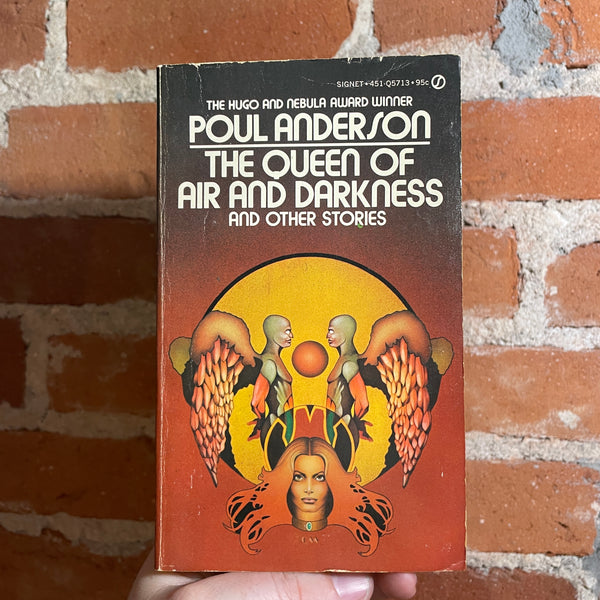 SIGNET • 451-Q5713 • 95c
THE HUGO AND NEBULA AWARD WINNER
POUL ANDERSON
THE QUEEN OF
AIR AND DARKNESS
AND OTHER STORIES